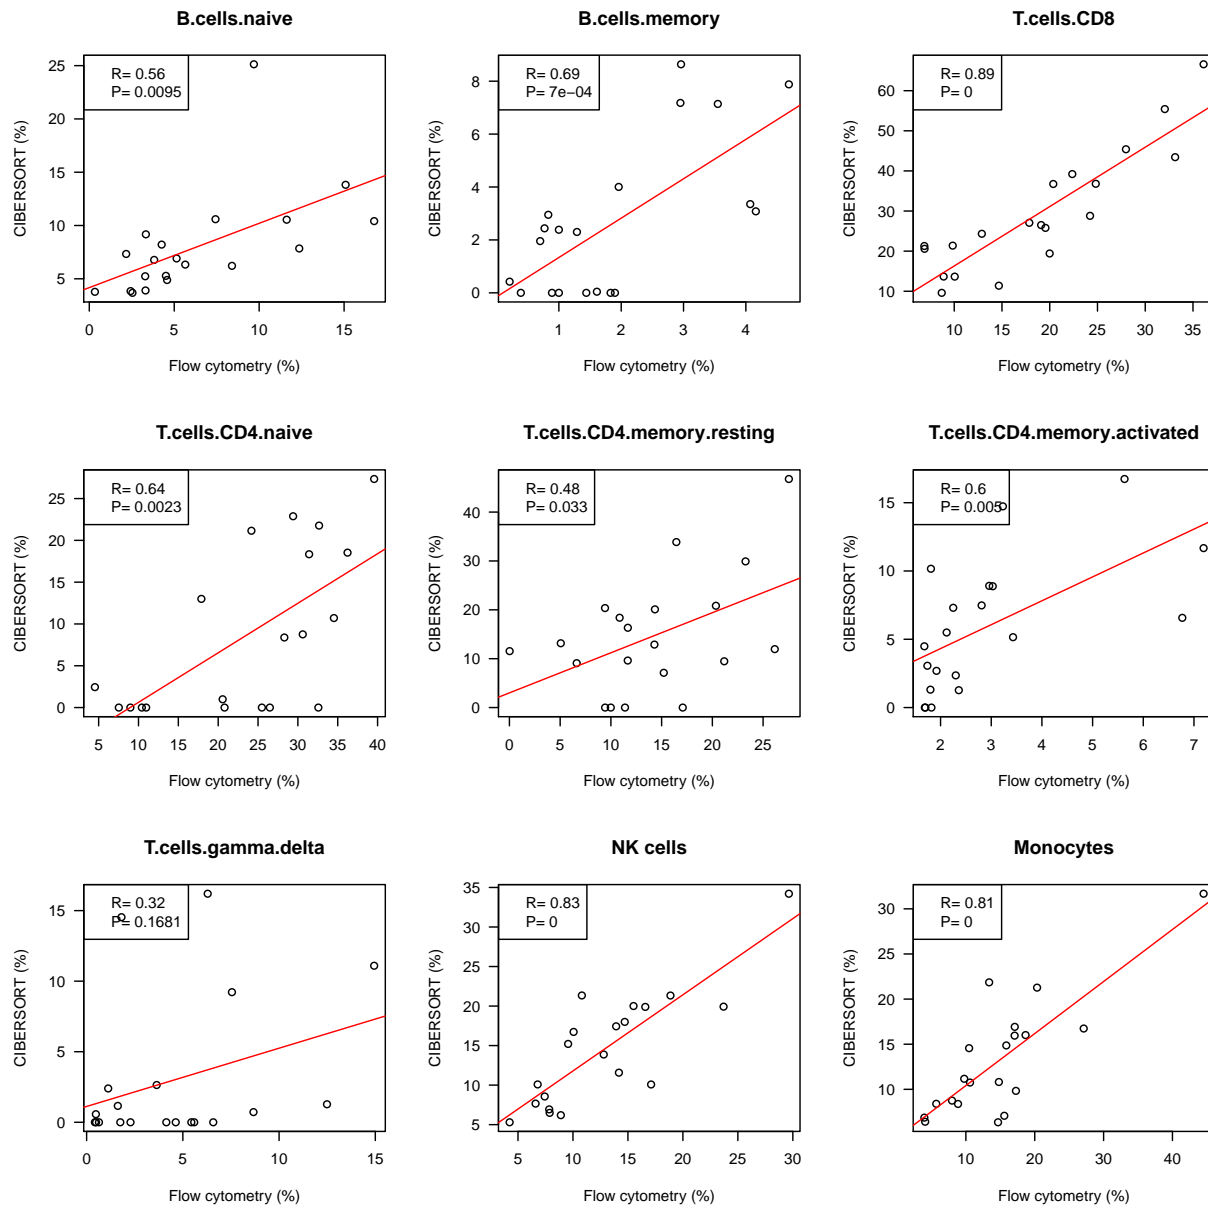 B.cells.naive
R= 0.56
P= 0.0095
CIBERSORT (%)
25
20
15
10
5
0 5 10 15
Flow cytometry (%)
B.cells.memory
R= 0.69
P= 7e−04
CIBERSORT (%)
8
6
4
2
0
1 2 3 4
Flow cytometry (%)
T.cells.CD8
R= 0.89
P= 0
CIBERSORT (%)
60
50
40
30
20
10
10 15 20 25 30 35
Flow cytometry (%)
T.cells.CD4.naive
R= 0.64
P= 0.0023
CIBERSORT (%)
25
20
15
10
5
0
5 10 15 20 25 30 35 40
Flow cytometry (%)
T.cells.CD4.memory.resting
R= 0.48
P= 0.033
CIBERSORT (%)
40
30
20
10
0
0 5 10 15 20 25
Flow cytometry (%)
T.cells.CD4.memory.activated
R= 0.6
P= 0.005
CIBERSORT (%)
15
10
5
0
2 3 4 5 6 7
Flow cytometry (%)
T.cells.gamma.delta
R= 0.32
P= 0.1681
CIBERSORT (%)
15
10
5
0
0 5 10 15
Flow cytometry (%)
NK cells
R= 0.83
P= 0
CIBERSORT (%)
35
30
25
20
15
10
5
5 10 15 20 25 30
Flow cytometry (%)
Monocytes
R= 0.81
P= 0
CIBERSORT (%)
30
25
20
15
10
10 20 30 40
Flow cytometry (%)